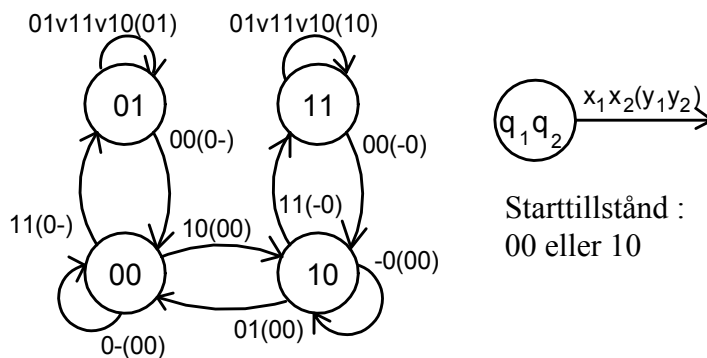 01v11v10(01)
01v11v10(10)
01
11
q₁q₂
x₁x₂(y₁y₂)
00(0-)
00(-0)
11(0-)
10(00)
11(-0)
Starttillstånd :
00 eller 10
00
10
-0(00)
0-(00)
01(00)